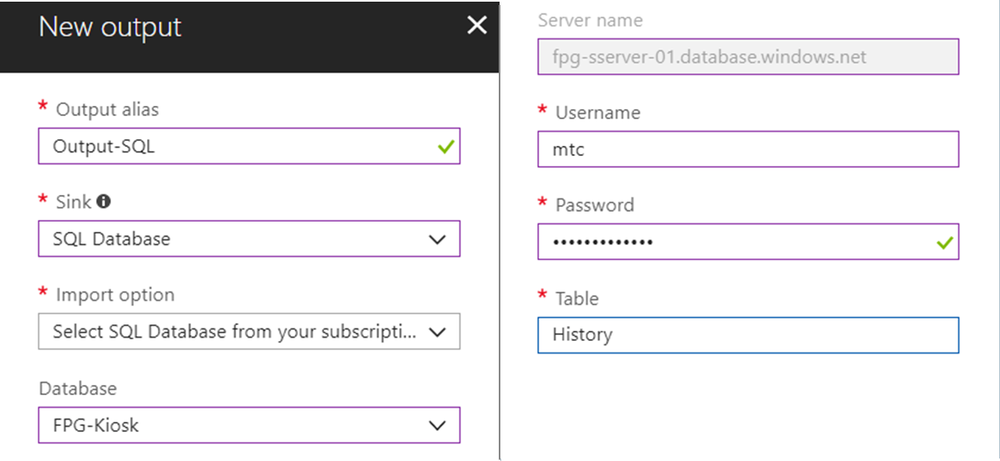 New output
* Output alias
Output-SQL
* Sink
SQL Database
* Import option
Select SQL Database from your subscripti...
Database
FPG-Kiosk
Server name
fpg-sserver-01.database.windows.net
* Username
mtc
* Password
•••••••••••••
* Table
History